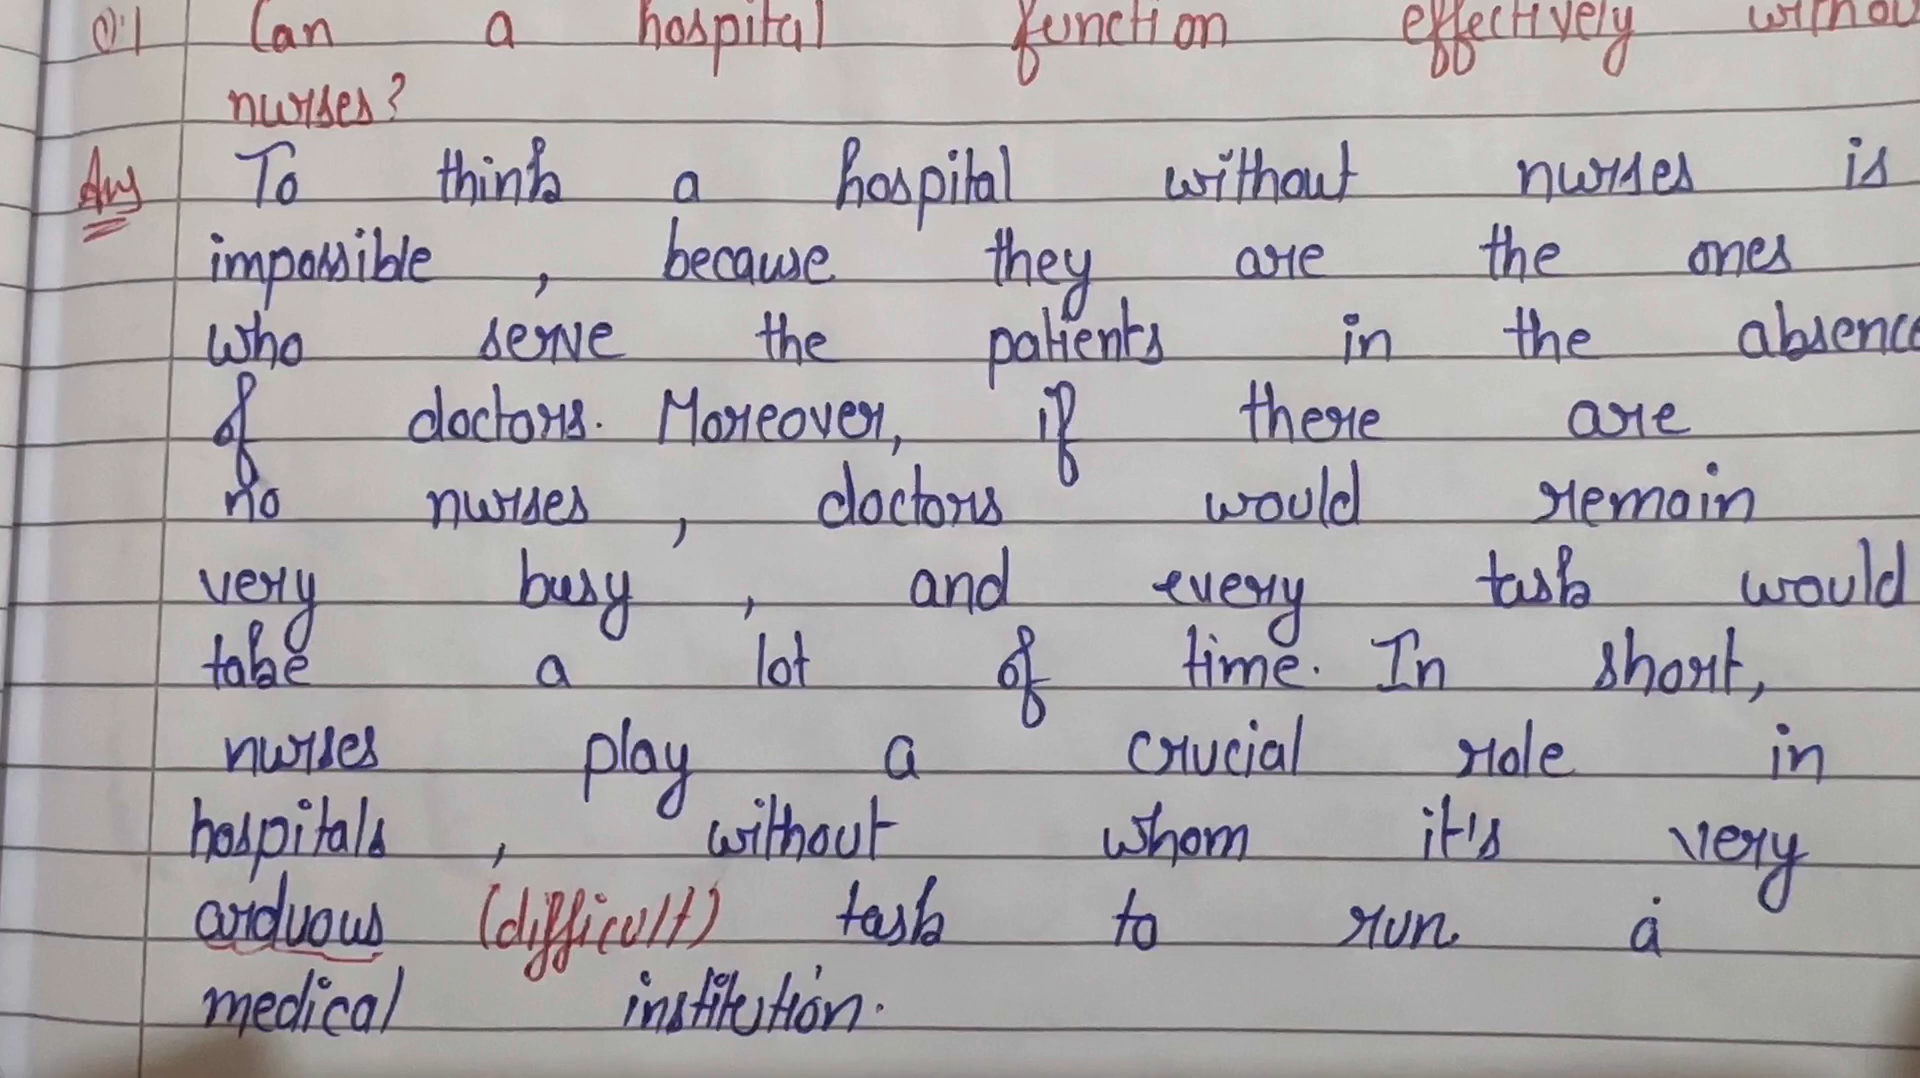 Q.1 Can a hospital function effectively withou
nurses?
Ans To think a hospital without nurses is
impossible , because they are the ones
who serve the patients in the absence
of doctors. Moreover, if there are
no nurses , doctors would remain
very busy , and every task would
take a lot of time. In short,
nurses play a crucial role in
hospitals , without whom it's very
arduous (difficult) task to run a
medical institution.